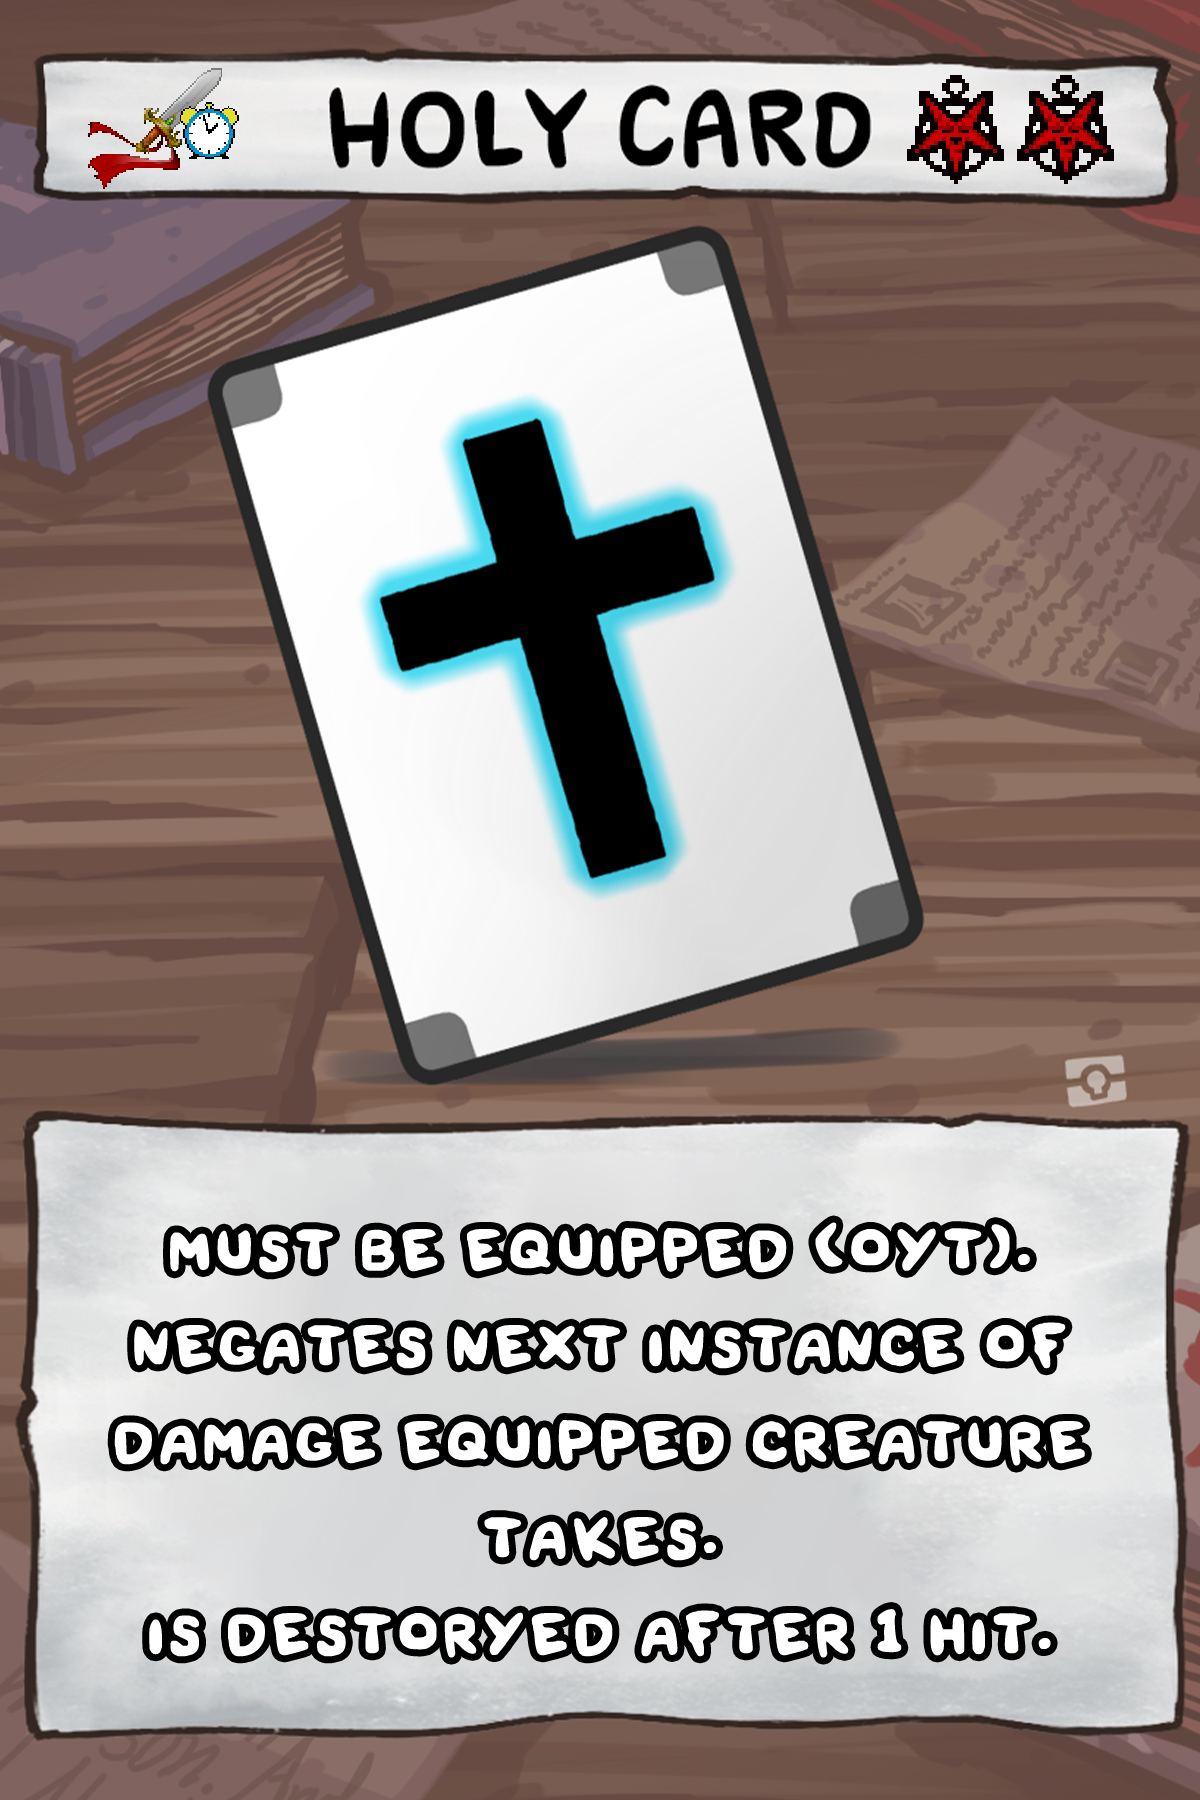 HOLY CARD
MUST BE EQUIPPED (OYT).
NEGATES NEXT INSTANCE OF
DAMAGE EQUIPPED CREATURE
TAKES.
IS DESTORYED AFTER 1 HIT.